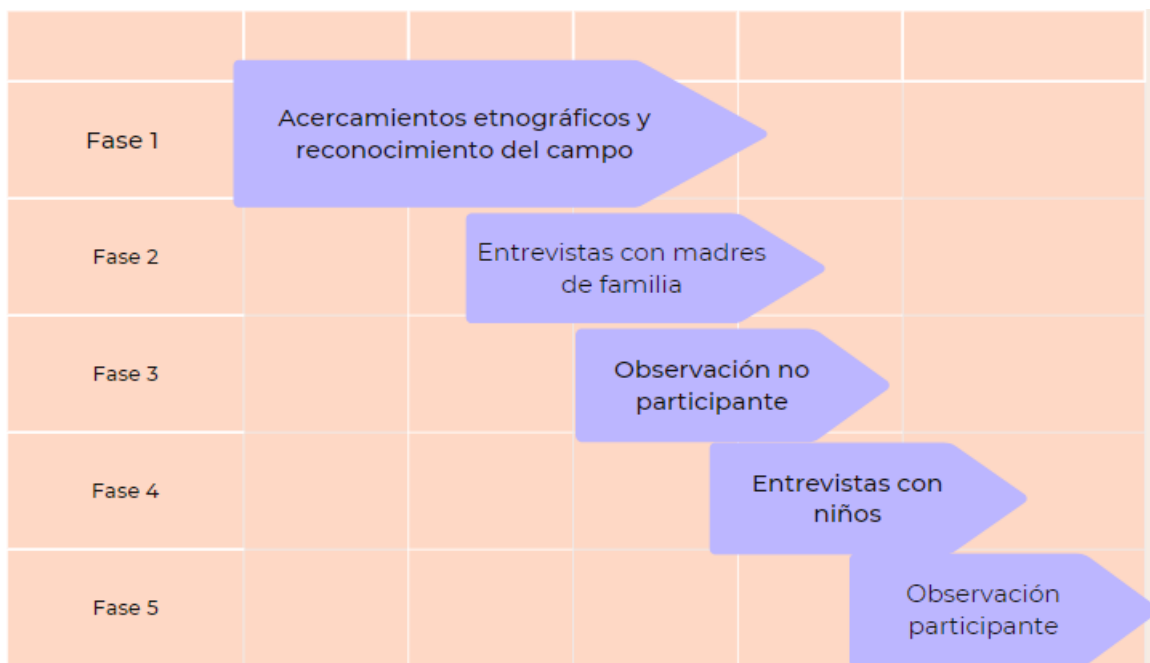 Fase 1
Acercamientos etnográficos y
reconocimiento del campo
Fase 2
Entrevistas con madres
de familia
Fase 3
Observación no
participante
Fase 4
Entrevistas con
niños
Fase 5
Observación
participante